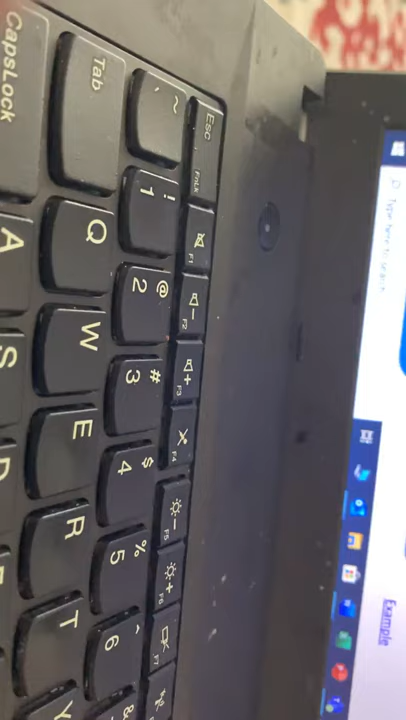 Esc FnLk F1 F2 F3 F4 F5 F6 F7
~ ` ! 1 @ 2 # 3 $ 4 % 5 ^ 6 &
Tab Q W E R T Y
CapsLock A S D
Type here to search
Example